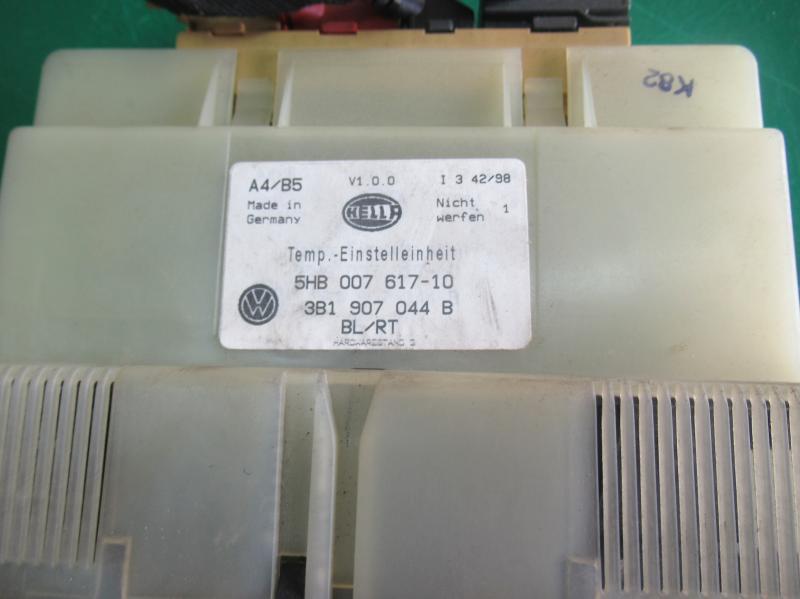 K82
A4/B5 V1.0.0 I 3 42/98
Made in Germany HELLA Nicht werfen 1
Temp.-Einstelleinheit
5HB 007 617-10
VW 3B1 907 044 B
BL/RT
HARDWARESTAND 3